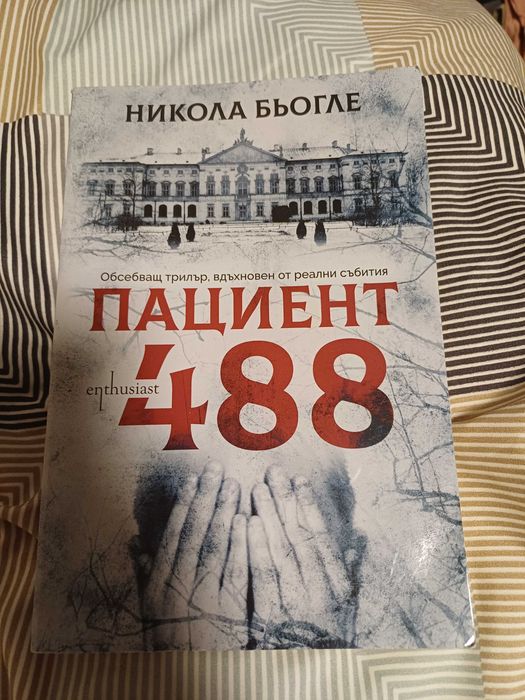 НИКОЛА БЬОГЛЕ
Обсебващ трилър, вдъхновен от реални събития
ПАЦИЕНТ
488
enthusiast